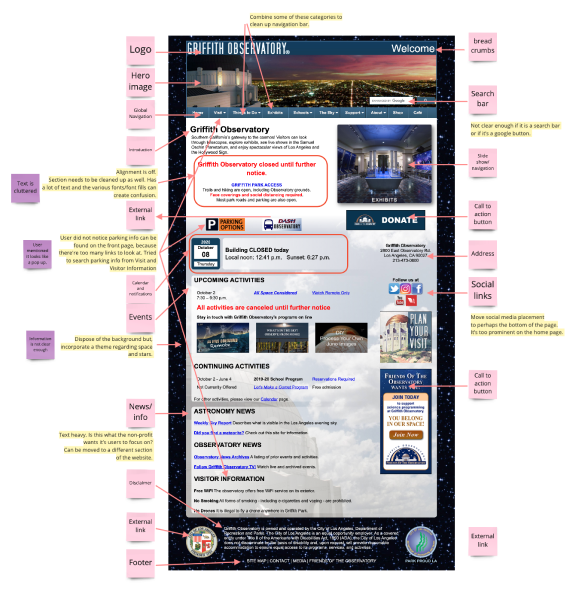 Combine some of these categories to
clean up navigation bar.
Logo
GRIFFITH OBSERVATORY
Welcome
bread
crumbs
Hero
image
Search
bar
Google
Global
Navigation
Home
Visit
Things to Do
Exhibits
Schools
The Sky
Support
About
Shop
Cafe
Not clear enough if it is a search bar
or if it's a google button.
Introduction
Griffith Observatory
Southern California's gateway to the cosmos! Visitors can look
through telescopes, explore exhibits, see live shows in the Samuel
Oschin Planetarium, and enjoy spectacular views of Los Angeles and
the Hollywood Sign.
Slide
show/
navigation
Griffith Observatory closed until further
notice.
GRIFFITH PARK ACCESS
Trails and hiking are open, including Observatory grounds.
Face coverings and social distancing required.
Most park roads and parking are also open.
EXHIBITS
Alignment is off.
Section needs to be cleaned up as well. Has
a lot of text and the various fonts/font fills can
create confusion.
Text is
cluttered
External
link
P PARKING
OPTIONS
DASH
OBSERVATORY
DONATE
Call to
action
button
User did not notice parking info can be
found on the front page, because
there're too many links to look at. Tried
to search parking info from Visit and
Visitor Information
User
mentioned
it looks like
a pop up.
2020
October
08
Thursday
Building CLOSED today
Local noon: 12:41 p.m. Sunset: 6:27 p.m.
Griffith Observatory
2800 East Observatory Rd.
Los Angeles, CA 90027
213-473-0800
Address
Calendar
and
notifications
Follow us at
Social
links
UPCOMING ACTIVITIES
October 2
7:30 – 9:30 p.m.
All Space Considered
Watch Remote Only
All activities are canceled until further notice
Stay in touch with Griffith Observatory's programs on line
Events
Move social media placement
to perhaps the bottom of the page.
It's too prominent on the home page.
Information
is not clear
enough
PLAN
YOUR
VISIT
DIY
Process Your Own
Juno Images
Dispose of the background but,
incorporate a theme regarding space
and stars.
CONTINUING ACTIVITIES
October 2 - June 4
2019-20 School Program
Reservations Required
Not Currently Offered
Let's Make a Comet Program
Free admission
For other activities, please view our Calendar page.
FRIENDS OF THE
OBSERVATORY
WANTS YOU!
JOIN TODAY
to support
science programming
at Griffith Observatory
YOU BELONG
IN OUR SPACE!
Join Now
Call to
action
button
News/
info
ASTRONOMY NEWS
Weekly Sky Report Describes what is visible in the Los Angeles evening sky.
Did you find a meteorite? Check out this site for information.
Text heavy. Is this what the non-profit
wants it's users to focus on?
Can be moved to a different section
of the website.
OBSERVATORY NEWS
Observatory News Archives A listing of prior events and activities.
Follow Griffith Observatory TV! Watch live and archived events.
VISITOR INFORMATION
Free WiFi The observatory offers free WiFi service on its exterior.
No Smoking All forms of smoking - including e-cigarettes and vaping - are prohibited.
No Drones It is illegal to fly a drone anywhere in Griffith Park.
Disclaimer
Griffith Observatory is owned and operated by the City of Los Angeles, Department of
Recreation and Parks. The City of Los Angeles is an equal opportunity employer. As a covered
entity under Title II of the Americans with Disabilities Act, the City of Los Angeles
does not discriminate on the basis of disability and, upon request, will provide reasonable
accommodation to ensure equal access to its programs, services, and activities.
External
link
External
link
Footer
SITE MAP | CONTACT | MEDIA | FRIENDS OF THE OBSERVATORY
PARK PROUD LA